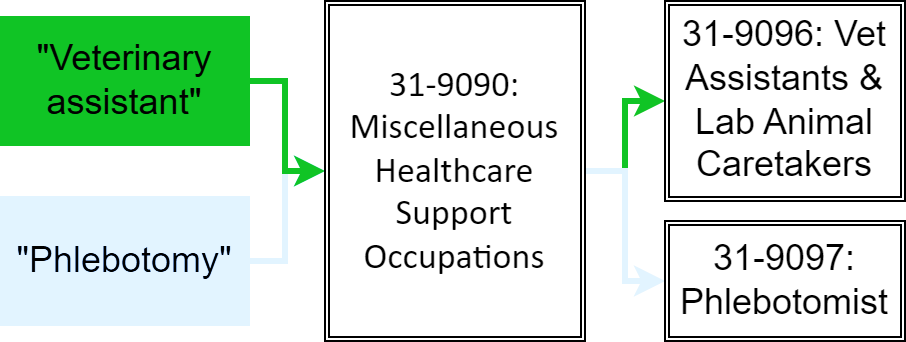 "Veterinary
assistant"
"Phlebotomy"
31-9090:
Miscellaneous
Healthcare
Support
Occupations
31-9096: Vet
Assistants &
Lab Animal
Caretakers
31-9097:
Phlebotomist